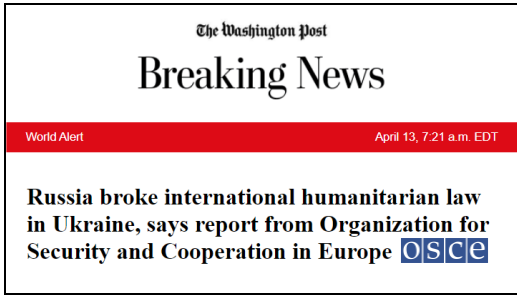 The Washington Post
Breaking News
World Alert April 13, 7:21 a.m. EDT
Russia broke international humanitarian law
in Ukraine, says report from Organization for
Security and Cooperation in Europe OSCE